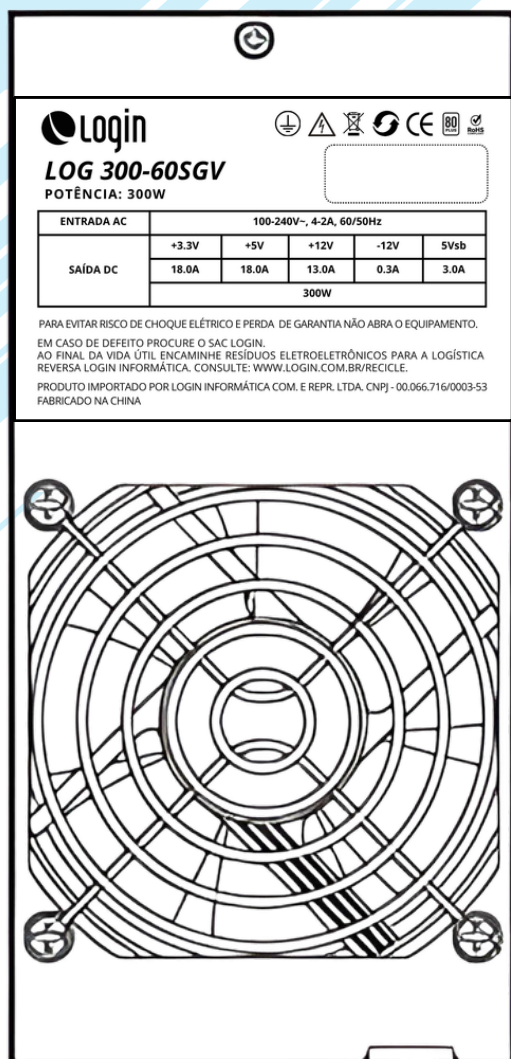 Login
LOG 300-60SGV
POTÊNCIA: 300W
80
PLUS
RoHS
ENTRADA AC 100-240V~, 4-2A, 60/50Hz
SAÍDA DC +3.3V +5V +12V -12V 5Vsb
18.0A 18.0A 13.0A 0.3A 3.0A
300W
PARA EVITAR RISCO DE CHOQUE ELÉTRICO E PERDA DE GARANTIA NÃO ABRA O EQUIPAMENTO.
EM CASO DE DEFEITO PROCURE O SAC LOGIN.
AO FINAL DA VIDA ÚTIL ENCAMINHE RESÍDUOS ELETROELETRÔNICOS PARA A LOGÍSTICA
REVERSA LOGIN INFORMÁTICA. CONSULTE: WWW.LOGIN.COM.BR/RECICLE.
PRODUTO IMPORTADO POR LOGIN INFORMÁTICA COM. E REPR. LTDA. CNPJ - 00.066.716/0003-53
FABRICADO NA CHINA